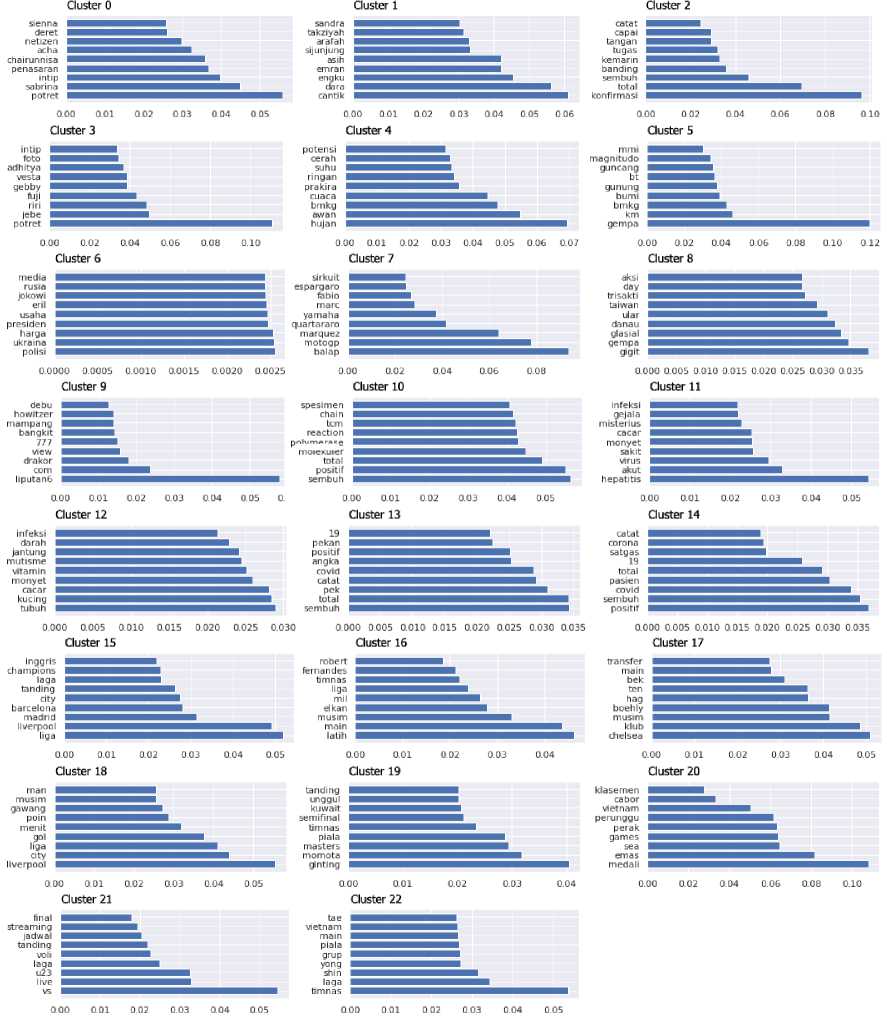 Cluster 0
sienna
deret
netizen
acha
chairunnisa
penasaran
intip
sabrina
potret
0.00 0.01 0.02 0.03 0.04 0.05
Cluster 1
sandra
takziyah
arafah
sijunjung
asih
emran
engku
dara
cantik
0.00 0.01 0.02 0.03 0.04 0.05 0.06
Cluster 2
catat
capai
tangan
tugas
kemarin
banding
sembuh
total
konfirmasi
0.00 0.02 0.04 0.06 0.08 0.10
Cluster 3
intip
foto
adhitya
vesta
gebby
fuji
riri
jebe
potret
0.00 0.02 0.04 0.06 0.08 0.10
Cluster 4
potensi
cerah
suhu
ringan
prakira
cuaca
bmkg
awan
hujan
0.00 0.01 0.02 0.03 0.04 0.05 0.06 0.07
Cluster 5
mmi
magnitudo
guncang
bt
gunung
bumi
bmkg
km
gempa
0.00 0.02 0.04 0.06 0.08 0.10 0.12
Cluster 6
media
rusia
jokowi
eril
usaha
presiden
harga
ukraina
polisi
0.0000 0.0005 0.0010 0.0015 0.0020 0.0025
Cluster 7
sirkuit
espargaro
fabio
marc
yamaha
quartararo
marquez
motogp
balap
0.00 0.02 0.04 0.06 0.08
Cluster 8
aksi
day
trisakti
taiwan
ular
danau
glasial
gempa
gigit
0.000 0.005 0.010 0.015 0.020 0.025 0.030 0.035
Cluster 9
debu
howitzer
mampang
bangkit
777
view
drakor
com
liputan6
0.00 0.01 0.02 0.03 0.04 0.05 0.
Cluster 10
spesimen
chain
tcm
reaction
polymerase
molekuler
total
positif
sembuh
0.00 0.01 0.02 0.03 0.04 0.05
Cluster 11
infeksi
gejala
misterius
cacar
monyet
sakit
virus
akut
hepatitis
0.00 0.01 0.02 0.03 0.04 0.05
Cluster 12
infeksi
darah
jantung
mutisme
vitamin
monyet
cacar
kucing
tubuh
0.000 0.005 0.010 0.015 0.020 0.025 0.030
Cluster 13
19
pekan
positif
angka
covid
catat
pek
total
sembuh
0.000 0.005 0.010 0.015 0.020 0.025 0.030 0.035
Cluster 14
catat
corona
satgas
19
total
pasien
covid
sembuh
positif
0.000 0.005 0.010 0.015 0.020 0.025 0.030 0.035
Cluster 15
inggris
champions
laga
tanding
city
barcelona
madrid
liverpool
liga
0.00 0.01 0.02 0.03 0.04 0.05
Cluster 16
robert
fernandes
timnas
liga
mil
elkan
musim
main
latih
0.00 0.01 0.02 0.03 0.04
Cluster 17
transfer
main
bek
ten
hag
boehly
musim
klub
chelsea
0.00 0.01 0.02 0.03 0.04 0.05
Cluster 18
man
musim
gawang
poin
menit
gol
liga
city
liverpool
0.00 0.01 0.02 0.03 0.04 0.05
Cluster 19
tanding
unggul
kuwait
semifinal
timnas
piala
masters
momota
ginting
0.00 0.01 0.02 0.03 0.04
Cluster 20
klasemen
cabor
vietnam
perunggu
perak
games
sea
emas
medali
0.00 0.02 0.04 0.06 0.08 0.10
Cluster 21
final
streaming
jadwal
tanding
voli
laga
u23
live
vs
0.00 0.01 0.02 0.03 0.04 0.05
Cluster 22
tae
vietnam
main
piala
grup
yong
shin
laga
timnas
0.00 0.01 0.02 0.03 0.04 0.05